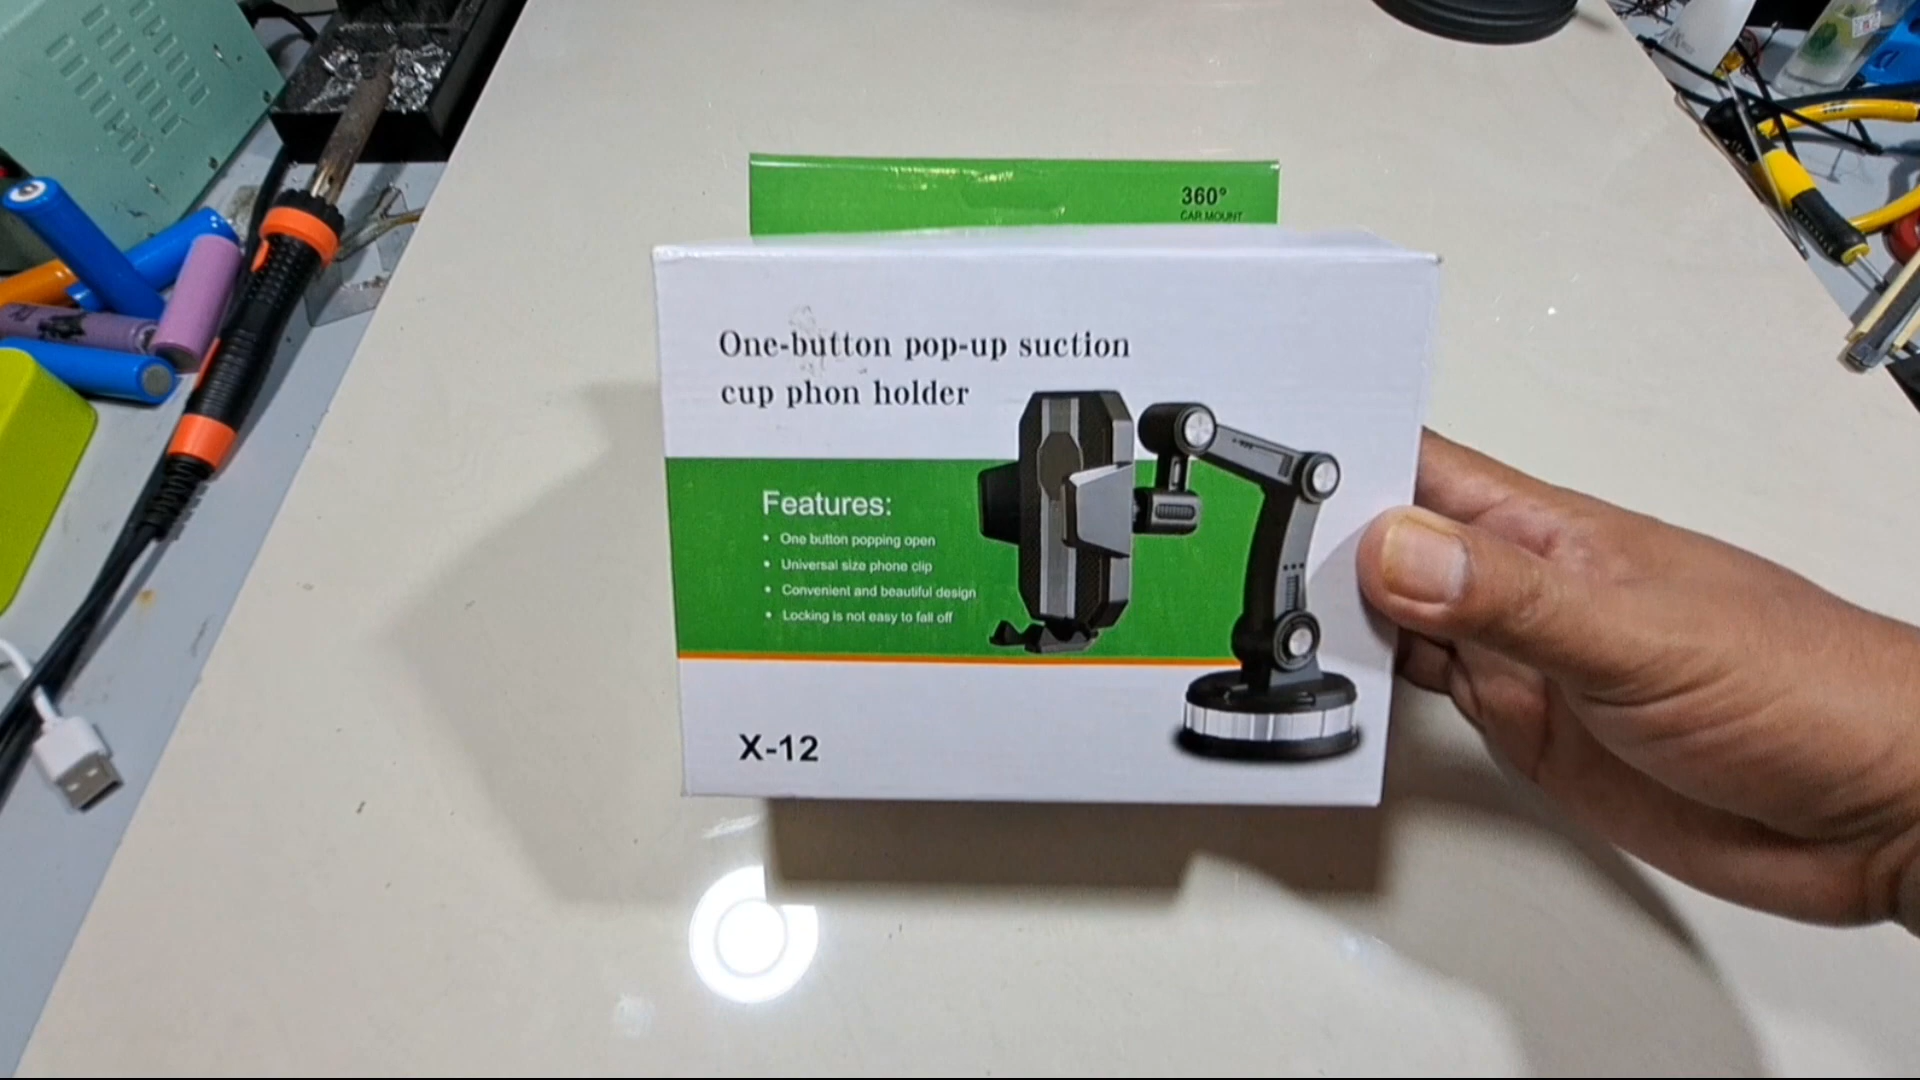 360°
CAR MOUNT
One-button pop-up suction
cup phon holder
Features:
• One button popping open
• Universal size phone clip
• Convenient and beautiful design
• Locking is not easy to fall off
X-12